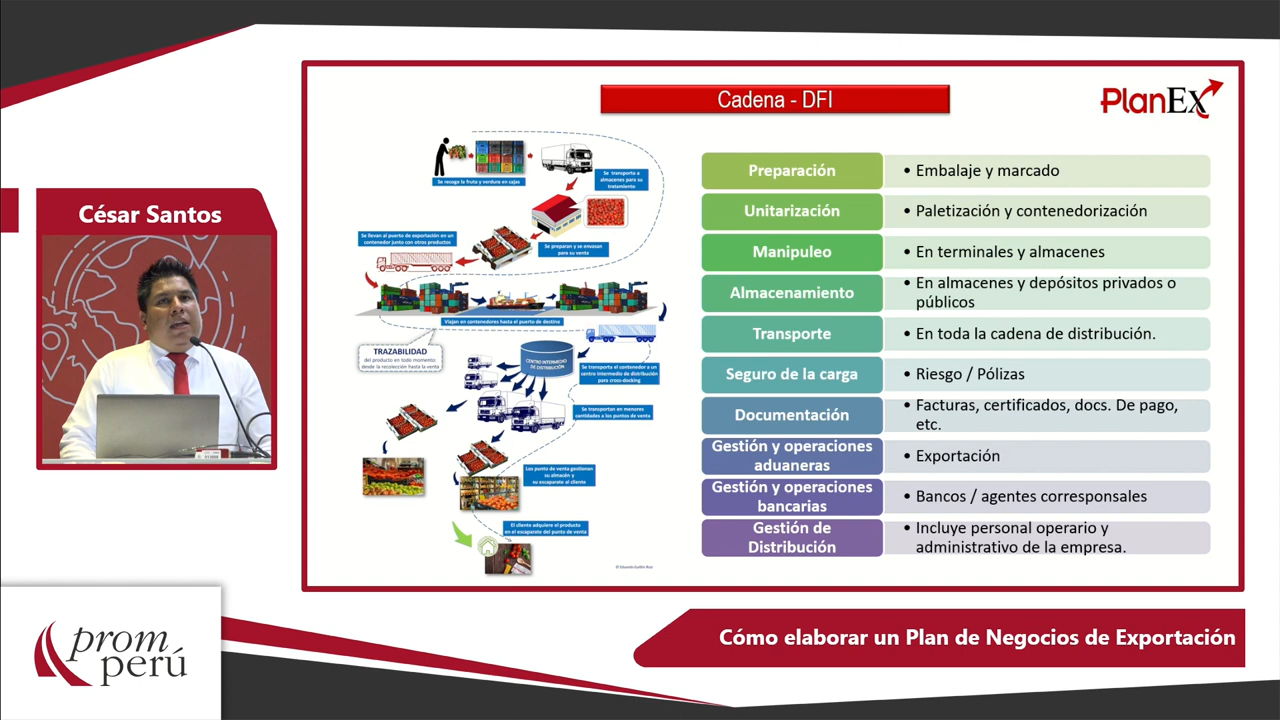 Cadena - DFI
PlanEX
César Santos
Se recoge la fruta y verdura en cajas
Se transporta a
almacenes para su
tratamiento
Se preparan y se envasan
para su venta
Se llevan al puerto de exportación en un
contenedor junto con otros productos
Viajan en contenedores hasta el puerto de destino
TRAZABILIDAD
del producto en todo momento:
desde la recolección hasta la venta
CENTRO INTERMEDIO
DE DISTRIBUCIÓN
Se transporta el contenedor a un
centro intermedio de distribución
para cross-docking
Se transportan en menores
cantidades a los puntos de venta
Los punto de venta gestionan
su almacén y
su escaparate al cliente
El cliente adquiere el producto
en el escaparate del punto de venta
Preparación
• Embalaje y marcado
Unitarización
• Paletización y contenedorización
Manipuleo
• En terminales y almacenes
Almacenamiento
• En almacenes y depósitos privados o
públicos
Transporte
• En toda la cadena de distribución.
Seguro de la carga
• Riesgo / Póliza
Documentación
• Facturas, certificados, docs. De pago,
etc.
Gestión y operaciones
aduaneras
• Exportación
Gestión y operaciones
bancarias
• Bancos / agentes corresponsales
Gestión de
Distribución
• Incluye personal operario y
administrativo de la empresa.
Cómo elaborar un Plan de Negocios de Exportación
prom
perú